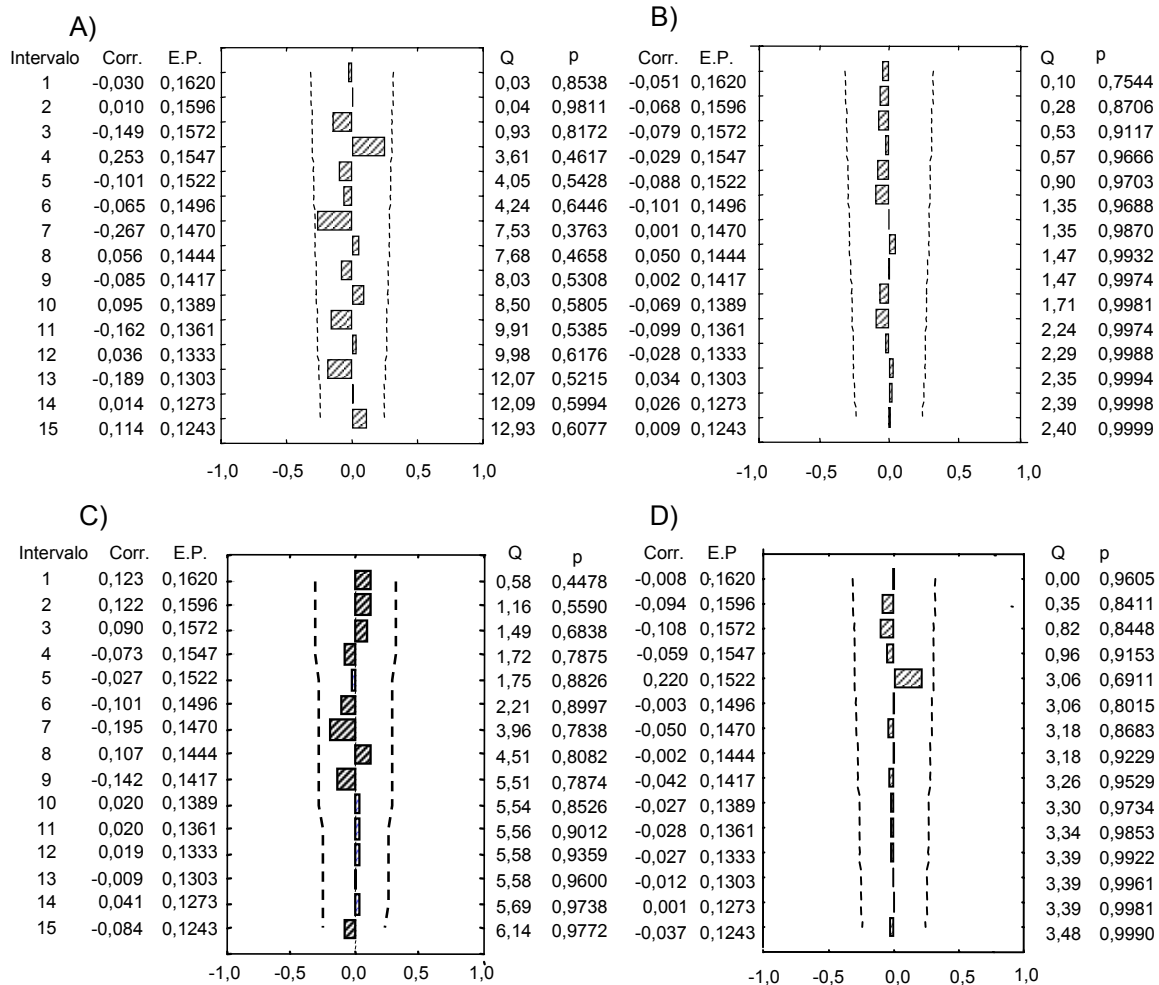 A)
B)
Intervalo Corr. E.P. Q p Corr. E.P. Q p
1 -0,030 0,1620 0,03 0,8538 -0,051 0,1620 0,10 0,7544
2 0,010 0,1596 0,04 0,9811 -0,068 0,1596 0,28 0,8706
3 -0,149 0,1572 0,93 0,8172 -0,079 0,1572 0,53 0,9117
4 0,253 0,1547 3,61 0,4617 -0,029 0,1547 0,57 0,9666
5 -0,101 0,1522 4,05 0,5428 -0,088 0,1522 0,90 0,9703
6 -0,065 0,1496 4,24 0,6446 -0,101 0,1496 1,35 0,9688
7 -0,267 0,1470 7,53 0,3763 0,001 0,1470 1,35 0,9870
8 0,056 0,1444 7,68 0,4658 0,050 0,1444 1,47 0,9932
9 -0,085 0,1417 8,03 0,5308 0,002 0,1417 1,47 0,9974
10 0,095 0,1389 8,50 0,5805 -0,069 0,1389 1,71 0,9981
11 -0,162 0,1361 9,91 0,5385 -0,099 0,1361 2,24 0,9974
12 0,036 0,1333 9,98 0,6176 -0,028 0,1333 2,29 0,9988
13 -0,189 0,1303 12,07 0,5215 0,034 0,1303 2,35 0,9994
14 0,014 0,1273 12,09 0,5994 0,026 0,1273 2,39 0,9998
15 0,114 0,1243 12,93 0,6077 0,009 0,1243 2,40 0,9999
-1,0 -0,5 0,0 0,5 1,0 -1,0 -0,5 0,0 0,5 1,0
C)
D)
Intervalo Corr. E.P. Q p Corr. E.P Q p
1 0,123 0,1620 0,58 0,4478 -0,008 0,1620 0,00 0,9605
2 0,122 0,1596 1,16 0,5590 -0,094 0,1596 0,35 0,8411
3 0,090 0,1572 1,49 0,6838 -0,108 0,1572 0,82 0,8448
4 -0,073 0,1547 1,72 0,7875 -0,059 0,1547 0,96 0,9153
5 -0,027 0,1522 1,75 0,8826 0,220 0,1522 3,06 0,6911
6 -0,101 0,1496 2,21 0,8997 -0,003 0,1496 3,06 0,8015
7 -0,195 0,1470 3,96 0,7838 -0,050 0,1470 3,18 0,8683
8 0,107 0,1444 4,51 0,8082 -0,002 0,1444 3,18 0,9229
9 -0,142 0,1417 5,51 0,7874 -0,042 0,1417 3,26 0,9529
10 0,020 0,1389 5,54 0,8526 -0,027 0,1389 3,30 0,9734
11 0,020 0,1361 5,56 0,9012 -0,028 0,1361 3,34 0,9853
12 0,019 0,1333 5,58 0,9359 -0,027 0,1333 3,39 0,9922
13 -0,009 0,1303 5,58 0,9600 -0,012 0,1303 3,39 0,9961
14 0,041 0,1273 5,69 0,9738 0,001 0,1273 3,39 0,9981
15 -0,084 0,1243 6,14 0,9772 -0,037 0,1243 3,48 0,9990
-1,0 -0,5 0,0 0,5 1,0 -1,0 -0,5 0,0 0,5 1,0